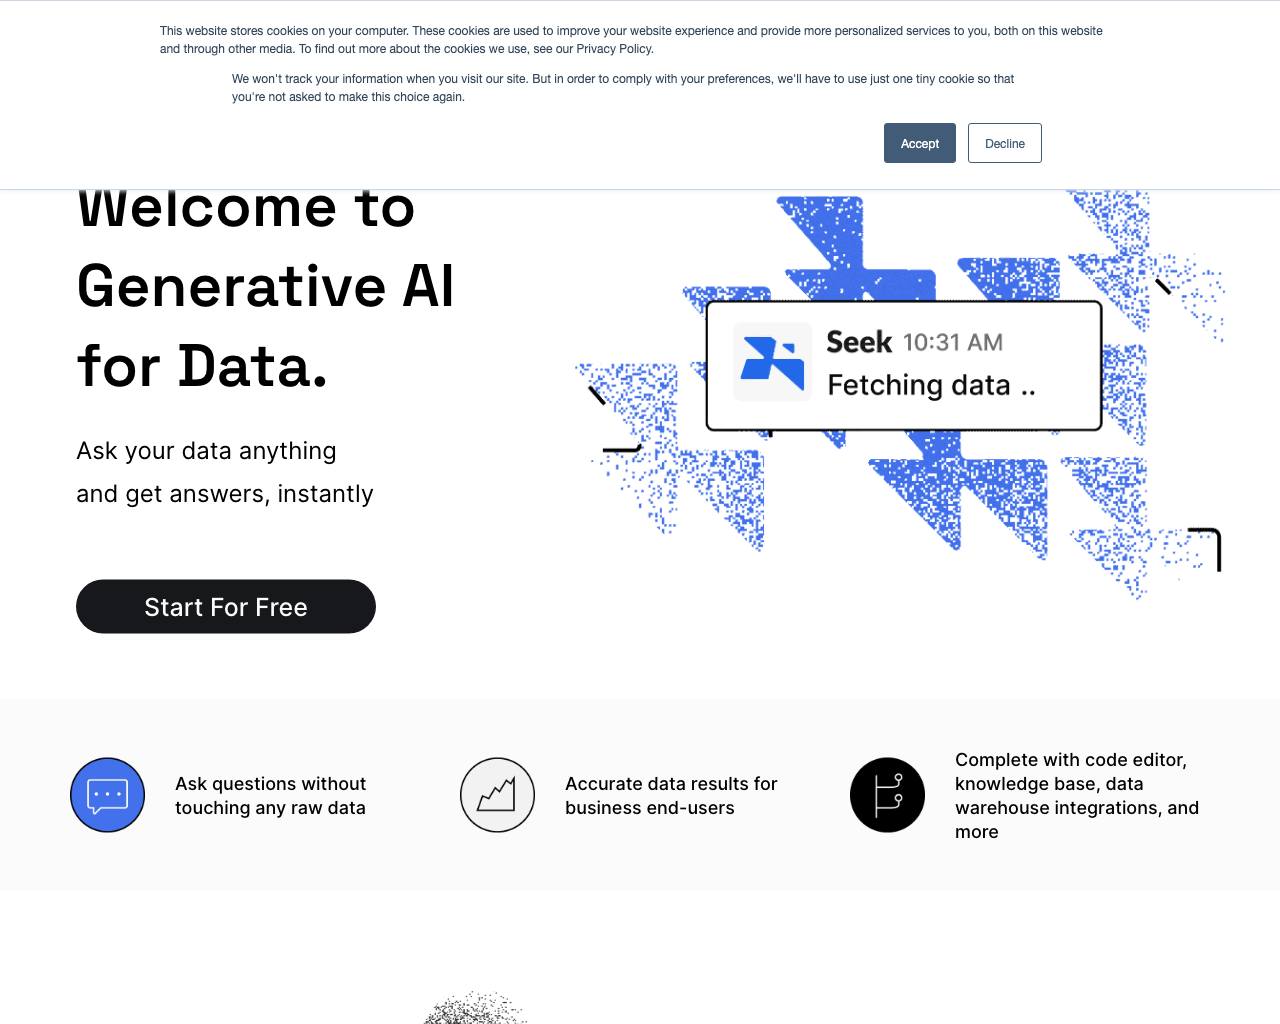 This website stores cookies on your computer. These cookies are used to improve your website experience and provide more personalized services to you, both on this website
and through other media. To find out more about the cookies we use, see our Privacy Policy.
We won't track your information when you visit our site. But in order to comply with your preferences, we'll have to use just one tiny cookie so that
you're not asked to make this choice again.
Accept
Decline
Welcome to
Generative AI
for Data.
Ask your data anything
and get answers, instantly
Start For Free
Seek 10:31 AM
Fetching data ..
Ask questions without
touching any raw data
Accurate data results for
business end-users
Complete with code editor,
knowledge base, data
warehouse integrations, and
more